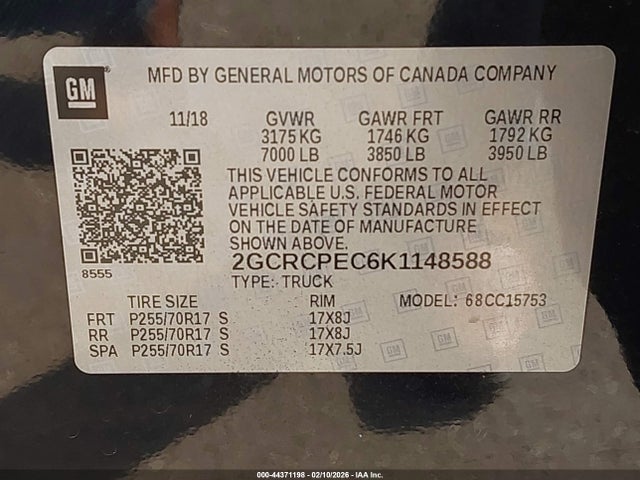 GM
MFD BY GENERAL MOTORS OF CANADA COMPANY
11/18 GVWR GAWR FRT GAWR RR
3175 KG 1746 KG 1792 KG
7000 LB 3850 LB 3950 LB
THIS VEHICLE CONFORMS TO ALL
APPLICABLE U.S. FEDERAL MOTOR
VEHICLE SAFETY STANDARDS IN EFFECT
ON THE DATE OF MANUFACTURE
SHOWN ABOVE.
8555
2GCRCPEC6K1148588
TYPE: TRUCK
MODEL: 68CC15753
TIRE SIZE RIM
FRT P255/70R17 S 17X8J
RR P255/70R17 S 17X8J
SPA P255/70R17 S 17X7.5J
000-44371198 - 02/10/2026 - IAA Inc.